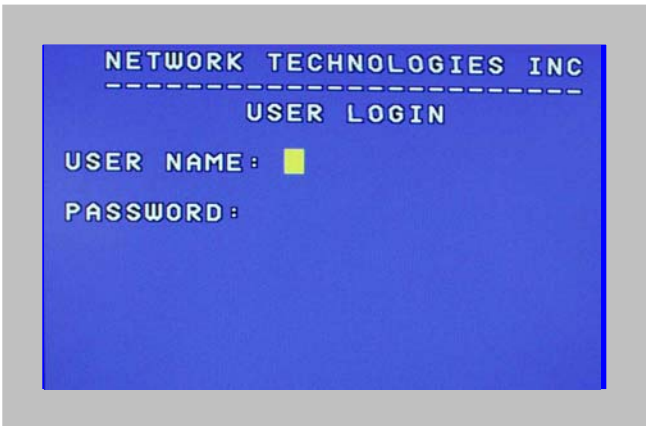 NETWORK TECHNOLOGIES INC
USER LOGIN
USER NAME:
PASSWORD: